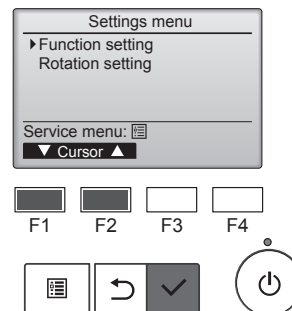 Settings menu
Function setting
Rotation setting
Service menu:
▼ Cursor ▲
F1 F2 F3 F4